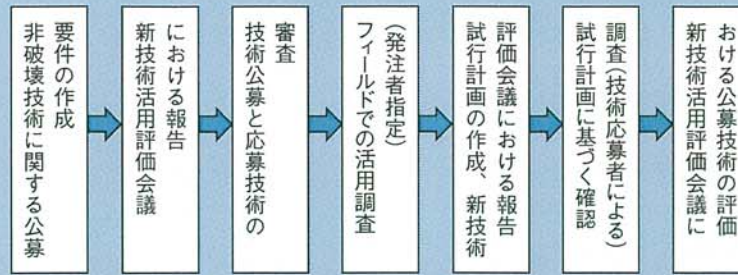 非破壊技術に関する公募
要件の作成
新技術活用評価会議
における報告
技術公募と応募技術の
審査
フィールドでの活用調査
(発注者指定)
試行計画の作成、新技術
評価会議における報告
試行計画に基づく確認
調査(技術応募者による)
新技術活用評価会議に
おける公募技術の評価